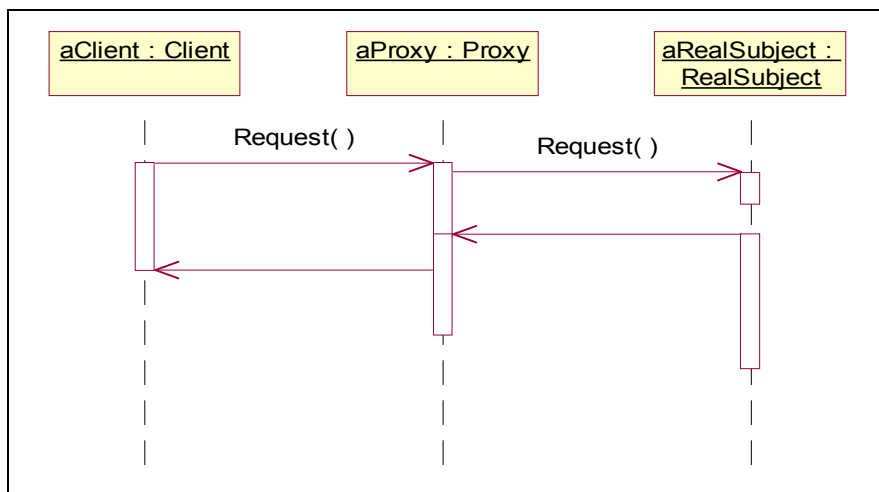 aClient : Client
aProxy : Proxy
aRealSubject :
RealSubject
Request( )
Request( )